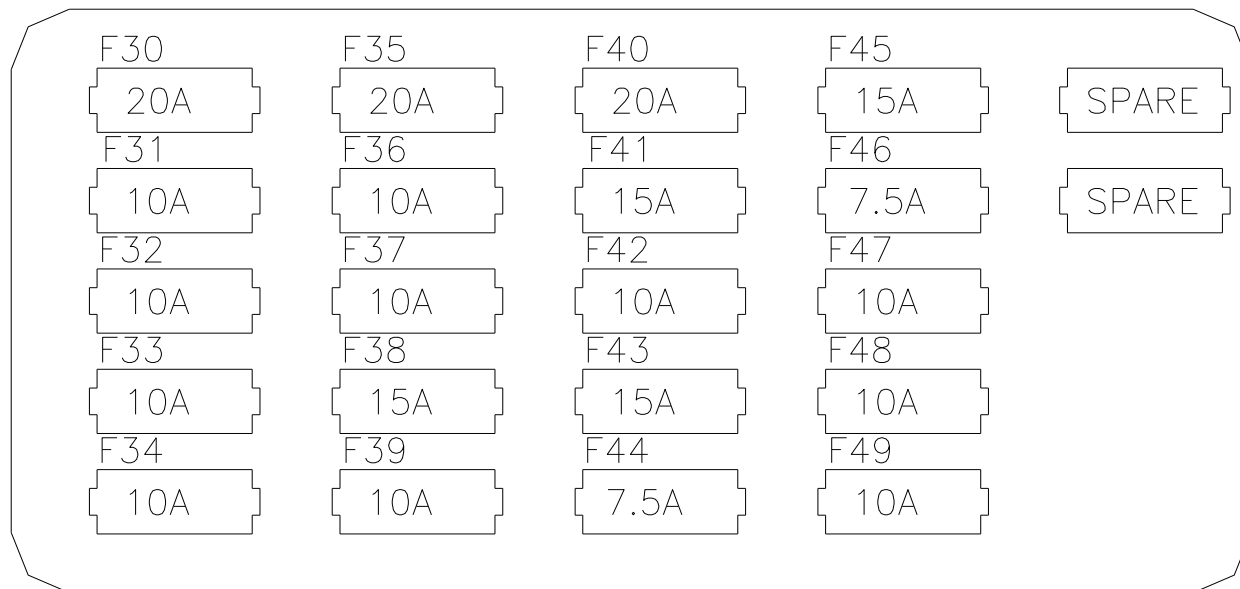 F30 F35 F40 F45
20A 20A 20A 15A SPARE
F31 F36 F41 F46
10A 10A 15A 7.5A SPARE
F32 F37 F42 F47
10A 10A 10A 10A
F33 F38 F43 F48
10A 15A 15A 10A
F34 F39 F44 F49
10A 10A 7.5A 10A